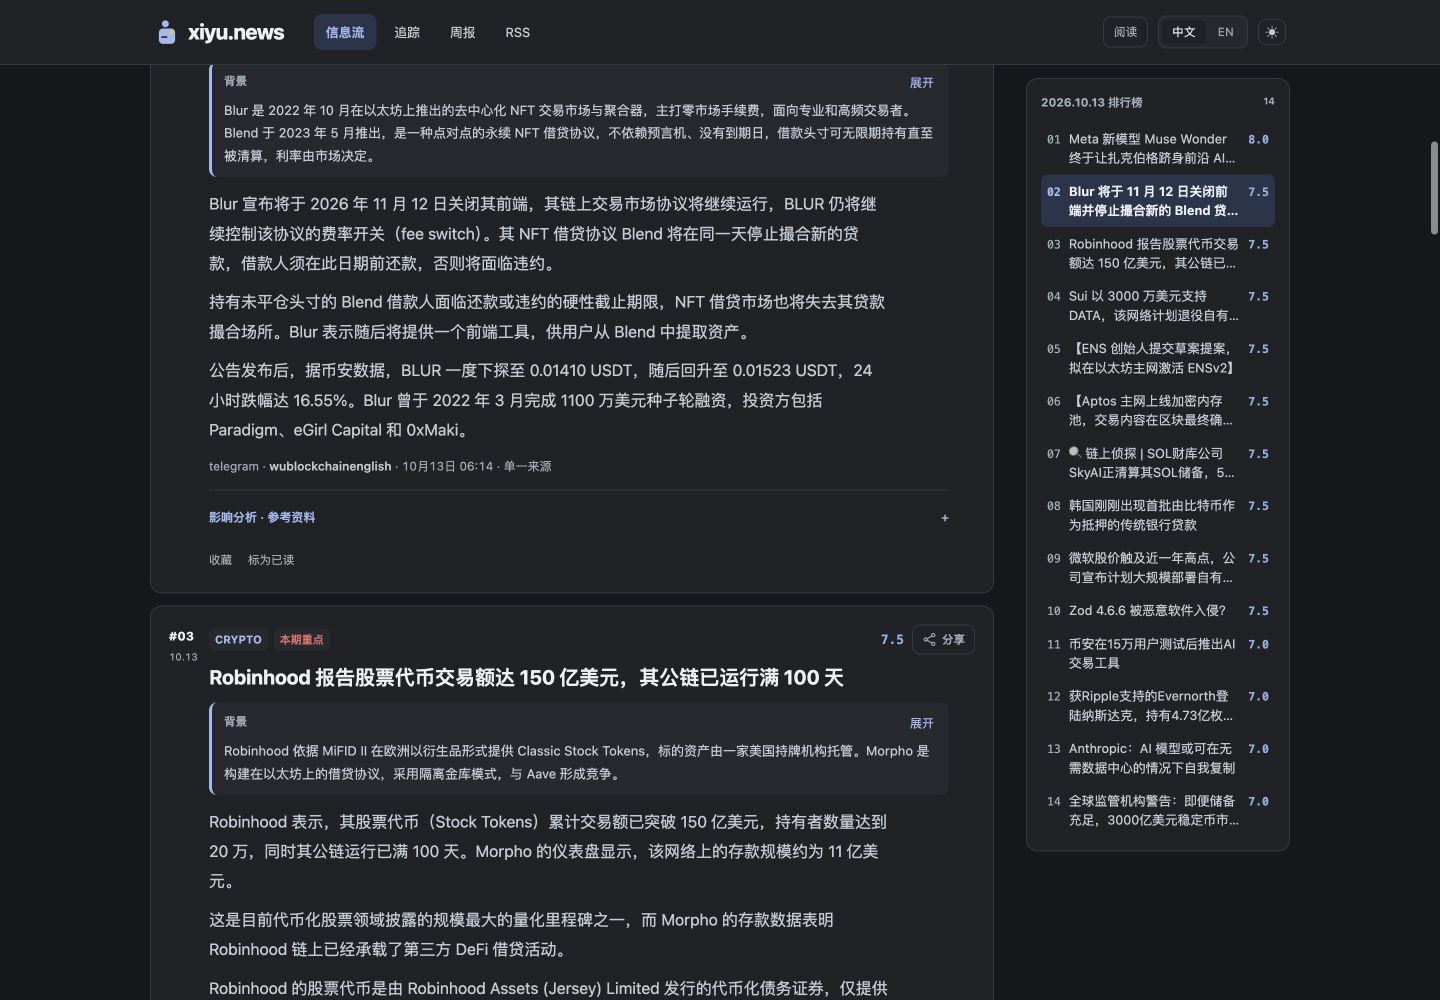 xiyu.news
信息流
追踪
周报
RSS
阅读
中文
EN
背景
展开
Blur 是 2022 年 10 月在以太坊上推出的去中心化 NFT 交易市场与聚合器，主打零市场手续费，面向专业和高频交易者。
Blend 于 2023 年 5 月推出，是一种点对点的永续 NFT 借贷协议，不依赖预言机、没有到期日，借款头寸可无限期持有直至
被清算，利率由市场决定。
Blur 宣布将于 2026 年 11 月 12 日关闭其前端，其链上交易市场协议将继续运行，BLUR 仍将继
续控制该协议的费率开关（fee switch）。其 NFT 借贷协议 Blend 将在同一天停止撮合新的贷
款，借款人须在此日期前还款，否则将面临违约。
持有未平仓头寸的 Blend 借款人面临还款或违约的硬性截止期限，NFT 借贷市场也将失去其贷款
撮合场所。Blur 表示随后将提供一个前端工具，供用户从 Blend 中提取资产。
公告发布后，据币安数据，BLUR 一度下探至 0.01410 USDT，随后回升至 0.01523 USDT，24
小时跌幅达 16.55%。Blur 曾于 2022 年 3 月完成 1100 万美元种子轮融资，投资方包括
Paradigm、eGirl Capital 和 0xMaki。
telegram · wublockchainenglish · 10月13日 06:14 · 单一来源
影响分析 · 参考资料
+
收藏
标为已读
#03
10.13
CRYPTO
本期重点
7.5
分享
Robinhood 报告股票代币交易额达 150 亿美元，其公链已运行满 100 天
背景
展开
Robinhood 依据 MiFID II 在欧洲以衍生品形式提供 Classic Stock Tokens，标的资产由一家美国持牌机构托管。Morpho 是
构建在以太坊上的借贷协议，采用隔离金库模式，与 Aave 形成竞争。
Robinhood 表示，其股票代币（Stock Tokens）累计交易额已突破 150 亿美元，持有者数量达到
20 万，同时其公链运行已满 100 天。Morpho 的仪表盘显示，该网络上的存款规模约为 11 亿美
元。
这是目前代币化股票领域披露的规模最大的量化里程碑之一，而 Morpho 的存款数据表明
Robinhood 链上已经承载了第三方 DeFi 借贷活动。
Robinhood 的股票代币是由 Robinhood Assets (Jersey) Limited 发行的代币化债务证券，仅提供
2026.10.13 排行榜
14
01 Meta 新模型 Muse Wonder 8.0
终于让扎克伯格跻身前沿 AI...
02 Blur 将于 11 月 12 日关闭前 7.5
端并停止撮合新的 Blend 贷...
03 Robinhood 报告股票代币交易 7.5
额达 150 亿美元，其公链已...
04 Sui 以 3000 万美元支持 7.5
DATA，该网络计划退役自有...
05 【ENS 创始人提交草案提案， 7.5
拟在以太坊主网激活 ENSv2】
06 【Aptos 主网上线加密内存 7.5
池，交易内容在区块最终确...
07 链上侦探 | SOL财库公司 7.5
SkyAI正清算其SOL储备，5...
08 韩国刚刚出现首批由比特币作 7.5
为抵押的传统银行贷款
09 微软股价触及近一年高点，公 7.5
司宣布计划大规模部署自有...
10 Zod 4.6.6 被恶意软件入侵? 7.5
11 币安在15万用户测试后推出AI 7.0
交易工具
12 获Ripple支持的Evernorth登 7.0
陆纳斯达克，持有4.73亿枚...
13 Anthropic：AI 模型或可在无 7.0
需数据中心的情况下自我复制
14 全球监管机构警告：即便储备 7.0
充足，3000亿美元稳定币市...